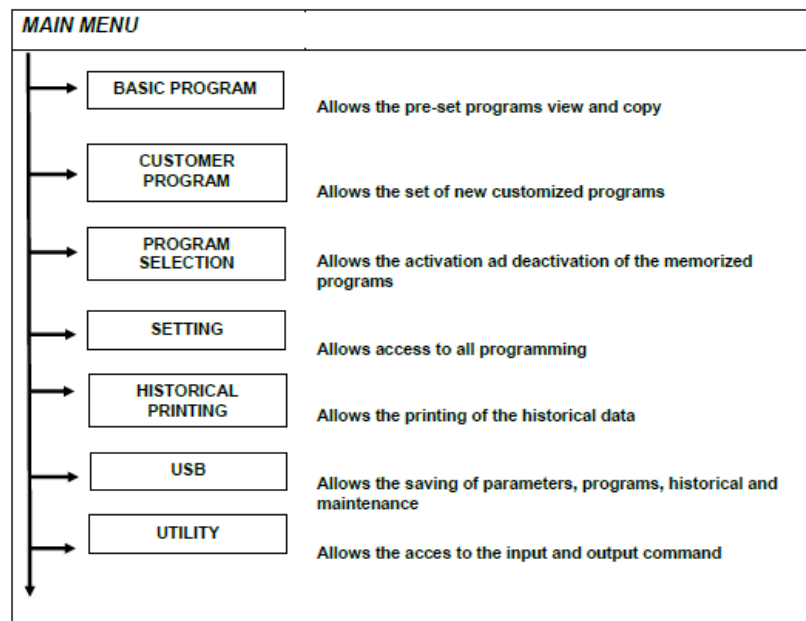 MAIN MENU
BASIC PROGRAM
Allows the pre-set programs view and copy
CUSTOMER
PROGRAM
Allows the set of new customized programs
PROGRAM
SELECTION
Allows the activation ad deactivation of the memorized
programs
SETTING
Allows access to all programming
HISTORICAL
PRINTING
Allows the printing of the historical data
USB
Allows the saving of parameters, programs, historical and
maintenance
UTILITY
Allows the acces to the input and output command